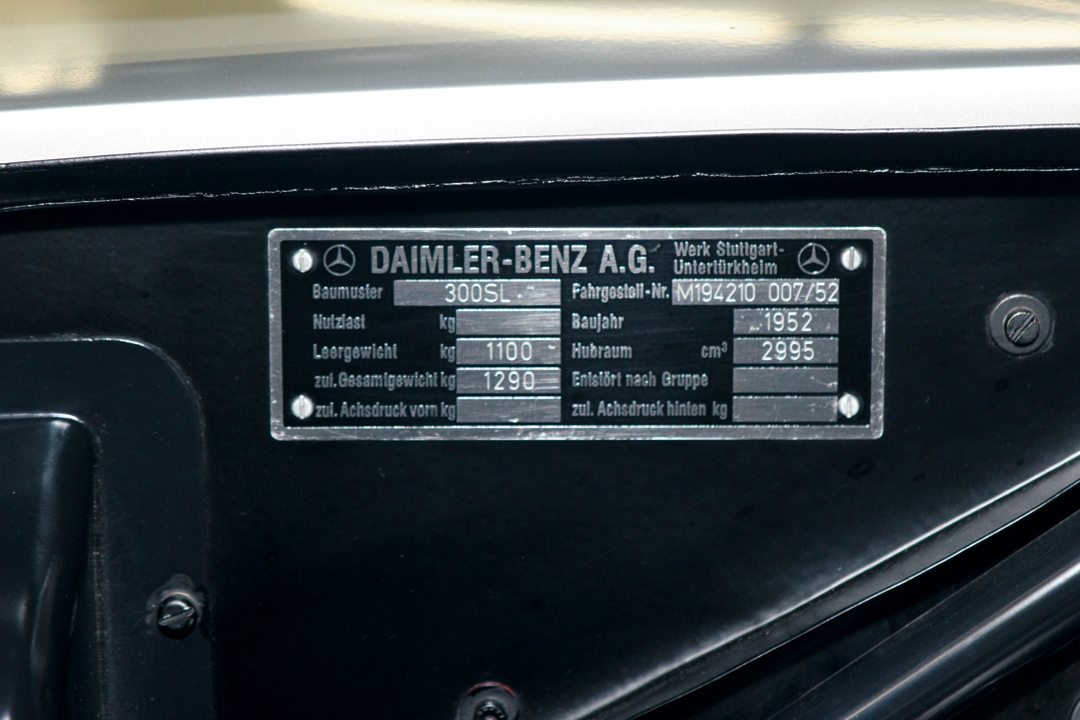 DAIMLER-BENZ A.G. Werk Stuttgart-
Untertürkheim
Baumuster 300SL Fahrgestell-Nr. M194210 007/52
Nutzlast kg Baujahr 1952
Leergewicht kg 1100 Hubraum cm³ 2995
zul. Gesamtgewicht kg 1290 Entstört nach Gruppe
zul. Achsdruck vorn kg zul. Achsdruck hinten kg